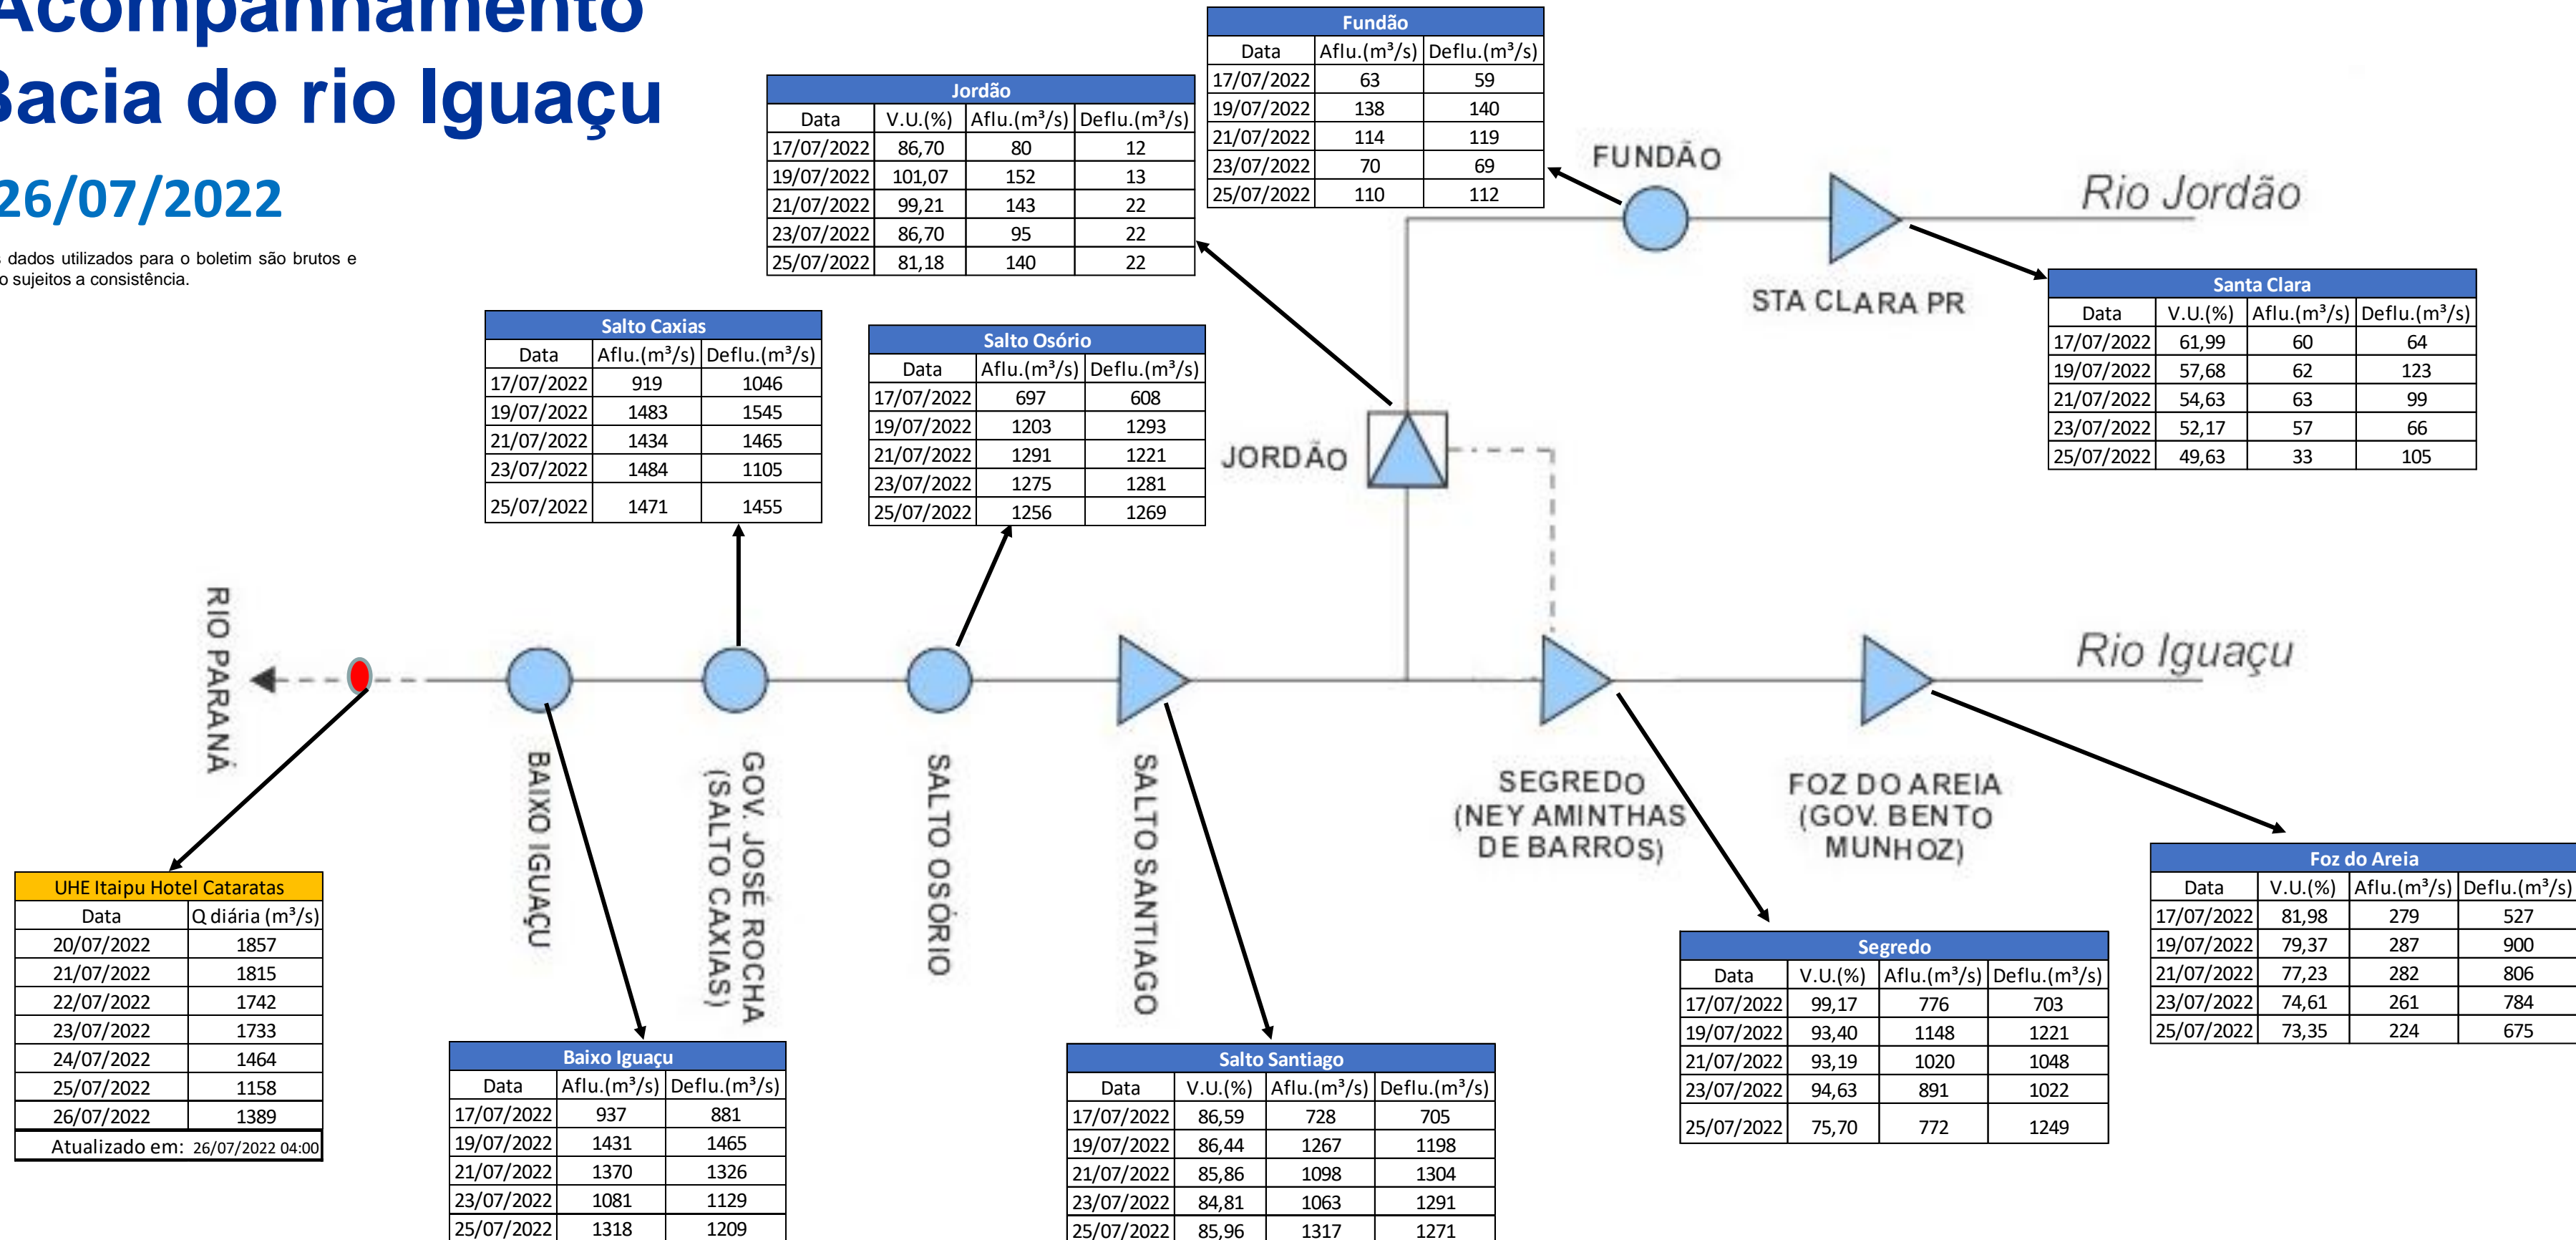 Acompanhamento
Bacia do rio Iguaçu
26/07/2022
dados utilizados para o boletim são brutos e
sujeitos a consistência.
Fundão
Data Aflu.(m³/s) Deflu.(m³/s)
17/07/2022 63 59
19/07/2022 138 140
21/07/2022 114 119
23/07/2022 70 69
25/07/2022 110 112
Jordão
Data V.U.(%) Aflu.(m³/s) Deflu.(m³/s)
17/07/2022 86,70 80 12
19/07/2022 101,07 152 13
21/07/2022 99,21 143 22
23/07/2022 86,70 95 22
25/07/2022 81,18 140 22
FUNDÃO
Rio Jordão
STA CLARA PR
Santa Clara
Data V.U.(%) Aflu.(m³/s) Deflu.(m³/s)
17/07/2022 61,99 60 64
19/07/2022 57,68 62 123
21/07/2022 54,63 63 99
23/07/2022 52,17 57 66
25/07/2022 49,63 33 105
Salto Caxias
Data Aflu.(m³/s) Deflu.(m³/s)
17/07/2022 919 1046
19/07/2022 1483 1545
21/07/2022 1434 1465
23/07/2022 1484 1105
25/07/2022 1471 1455
Salto Osório
Data Aflu.(m³/s) Deflu.(m³/s)
17/07/2022 697 608
19/07/2022 1203 1293
21/07/2022 1291 1221
23/07/2022 1275 1281
25/07/2022 1256 1269
JORDÃO
RIO PARANÁ
Rio Iguaçu
BAIXO IGUAÇU
GOV. JOSÉ ROCHA
(SALTO CAXIAS)
SALTO OSÓRIO
SALTO SANTIAGO
SEGREDO
(NEY AMINTHAS
DE BARROS)
FOZ DO AREIA
(GOV. BENTO
MUNHOZ)
UHE Itaipu Hotel Cataratas
Data Q diária (m³/s)
20/07/2022 1857
21/07/2022 1815
22/07/2022 1742
23/07/2022 1733
24/07/2022 1464
25/07/2022 1158
26/07/2022 1389
Atualizado em: 26/07/2022 04:00
Baixo Iguaçu
Data Aflu.(m³/s) Deflu.(m³/s)
17/07/2022 937 881
19/07/2022 1431 1465
21/07/2022 1370 1326
23/07/2022 1081 1129
25/07/2022 1318 1209
Salto Santiago
Data V.U.(%) Aflu.(m³/s) Deflu.(m³/s)
17/07/2022 86,59 728 705
19/07/2022 86,44 1267 1198
21/07/2022 85,86 1098 1304
23/07/2022 84,81 1063 1291
25/07/2022 85,96 1317 1271
Segredo
Data V.U.(%) Aflu.(m³/s) Deflu.(m³/s)
17/07/2022 99,17 776 703
19/07/2022 93,40 1148 1221
21/07/2022 93,19 1020 1048
23/07/2022 94,63 891 1022
25/07/2022 75,70 772 1249
Foz do Areia
Data V.U.(%) Aflu.(m³/s) Deflu.(m³/s)
17/07/2022 81,98 279 527
19/07/2022 79,37 287 900
21/07/2022 77,23 282 806
23/07/2022 74,61 261 784
25/07/2022 73,35 224 675